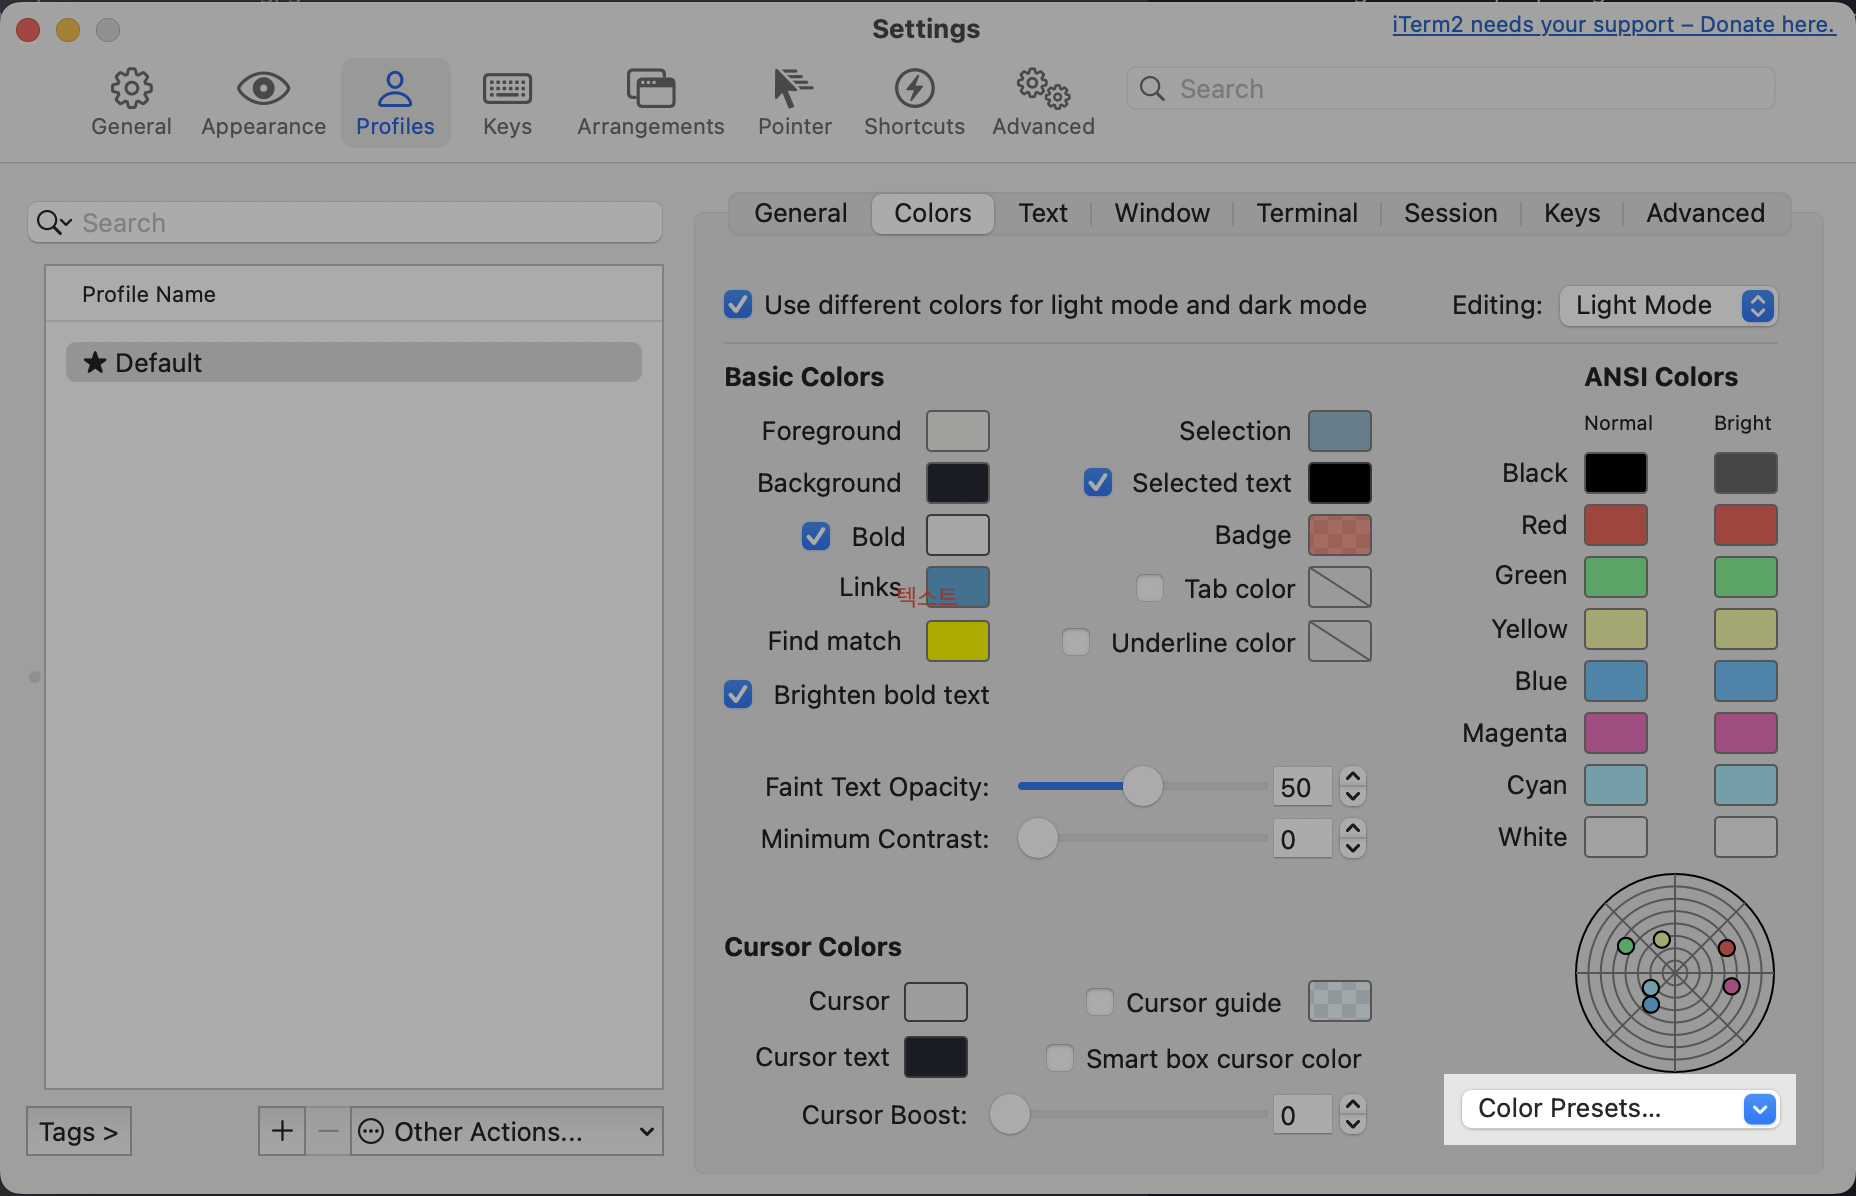 Settings
iTerm2 needs your support – Donate here.
General
Appearance
Profiles
Keys
Arrangements
Pointer
Shortcuts
Advanced
Search
Search
Profile Name
★ Default
Tags >
+
−
Other Actions...
General
Colors
Text
Window
Terminal
Session
Keys
Advanced
Use different colors for light mode and dark mode
Editing:
Light Mode
Basic Colors
Foreground
Background
Bold
Links
텍스트
Find match
Brighten bold text
Selection
Selected text
Badge
Tab color
Underline color
Faint Text Opacity:
50
Minimum Contrast:
0
Cursor Colors
Cursor
Cursor text
Cursor guide
Smart box cursor color
Cursor Boost:
0
ANSI Colors
Normal
Bright
Black
Red
Green
Yellow
Blue
Magenta
Cyan
White
Color Presets...